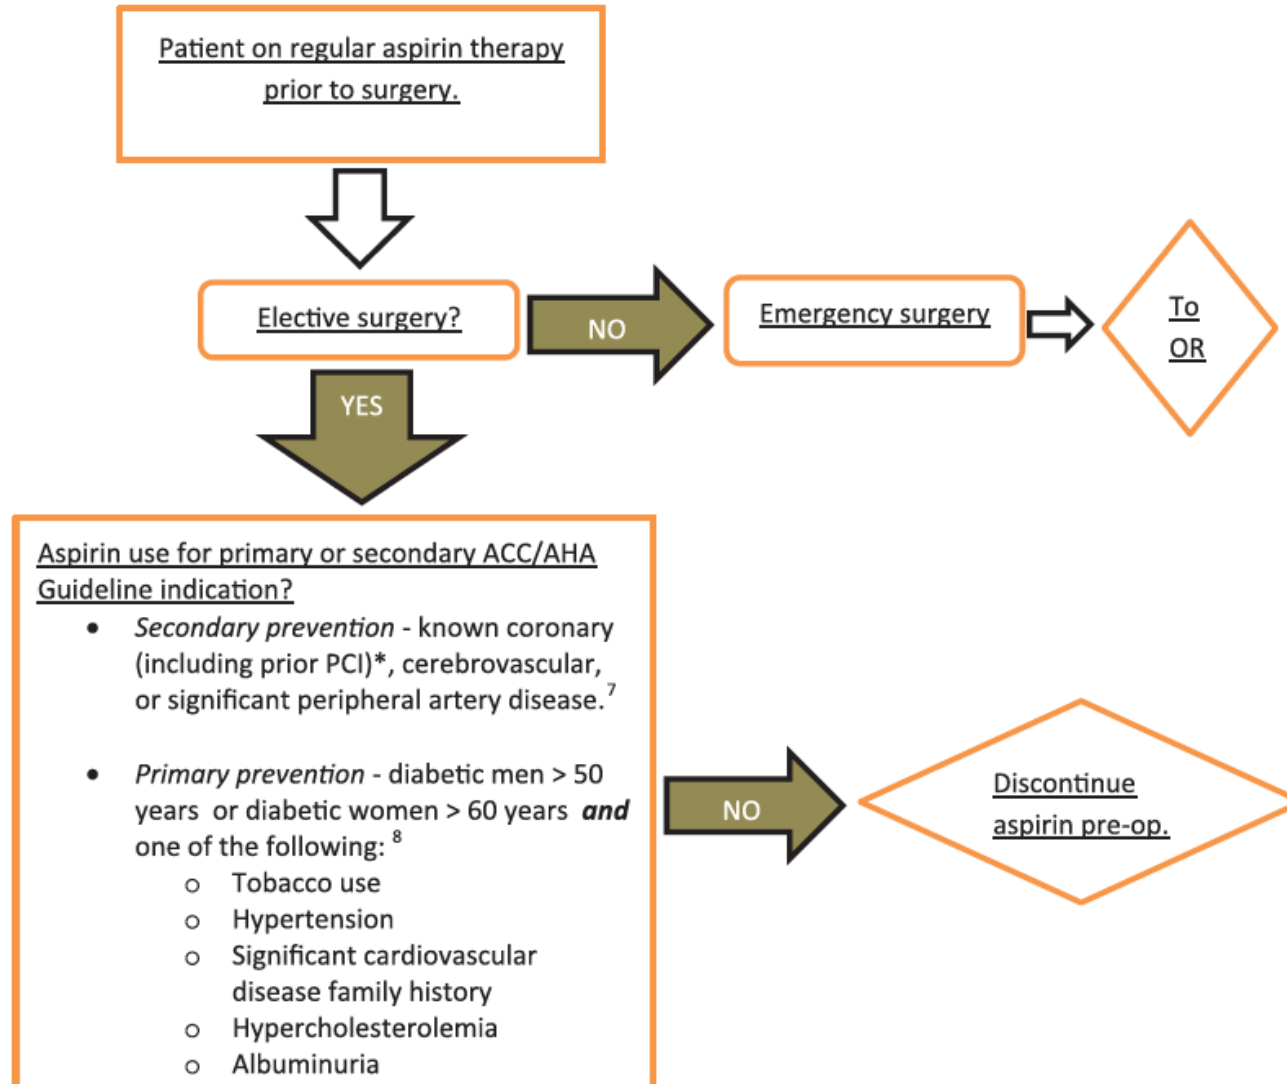 Patient on regular aspirin therapy
prior to surgery.
Elective surgery?
NO
Emergency surgery
To
OR
YES
Aspirin use for primary or secondary ACC/AHA
Guideline indication?
• Secondary prevention - known coronary
(including prior PCI)*, cerebrovascular,
or significant peripheral artery disease. 7
• Primary prevention - diabetic men > 50
years or diabetic women > 60 years and
one of the following: 8
o Tobacco use
o Hypertension
o Significant cardiovascular
disease family history
o Hypercholesterolemia
o Albuminuria
NO
Discontinue
aspirin pre-op.